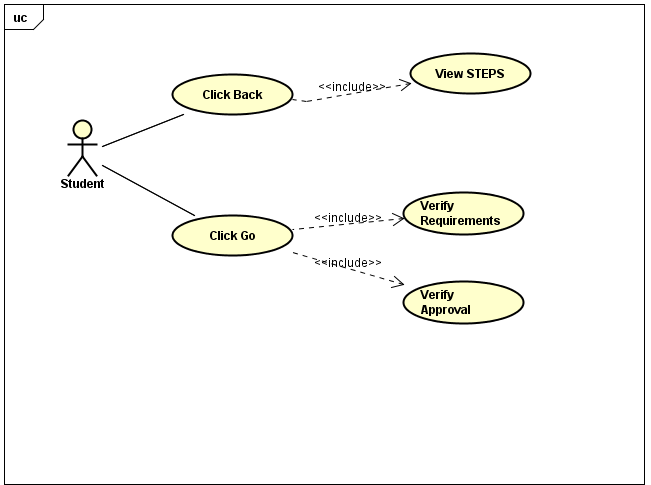 uc
View STEPS
<<include>>
Click Back
Student
Verify
Requirements
<<include>>
Click Go
<<include>>
Verify
Approval